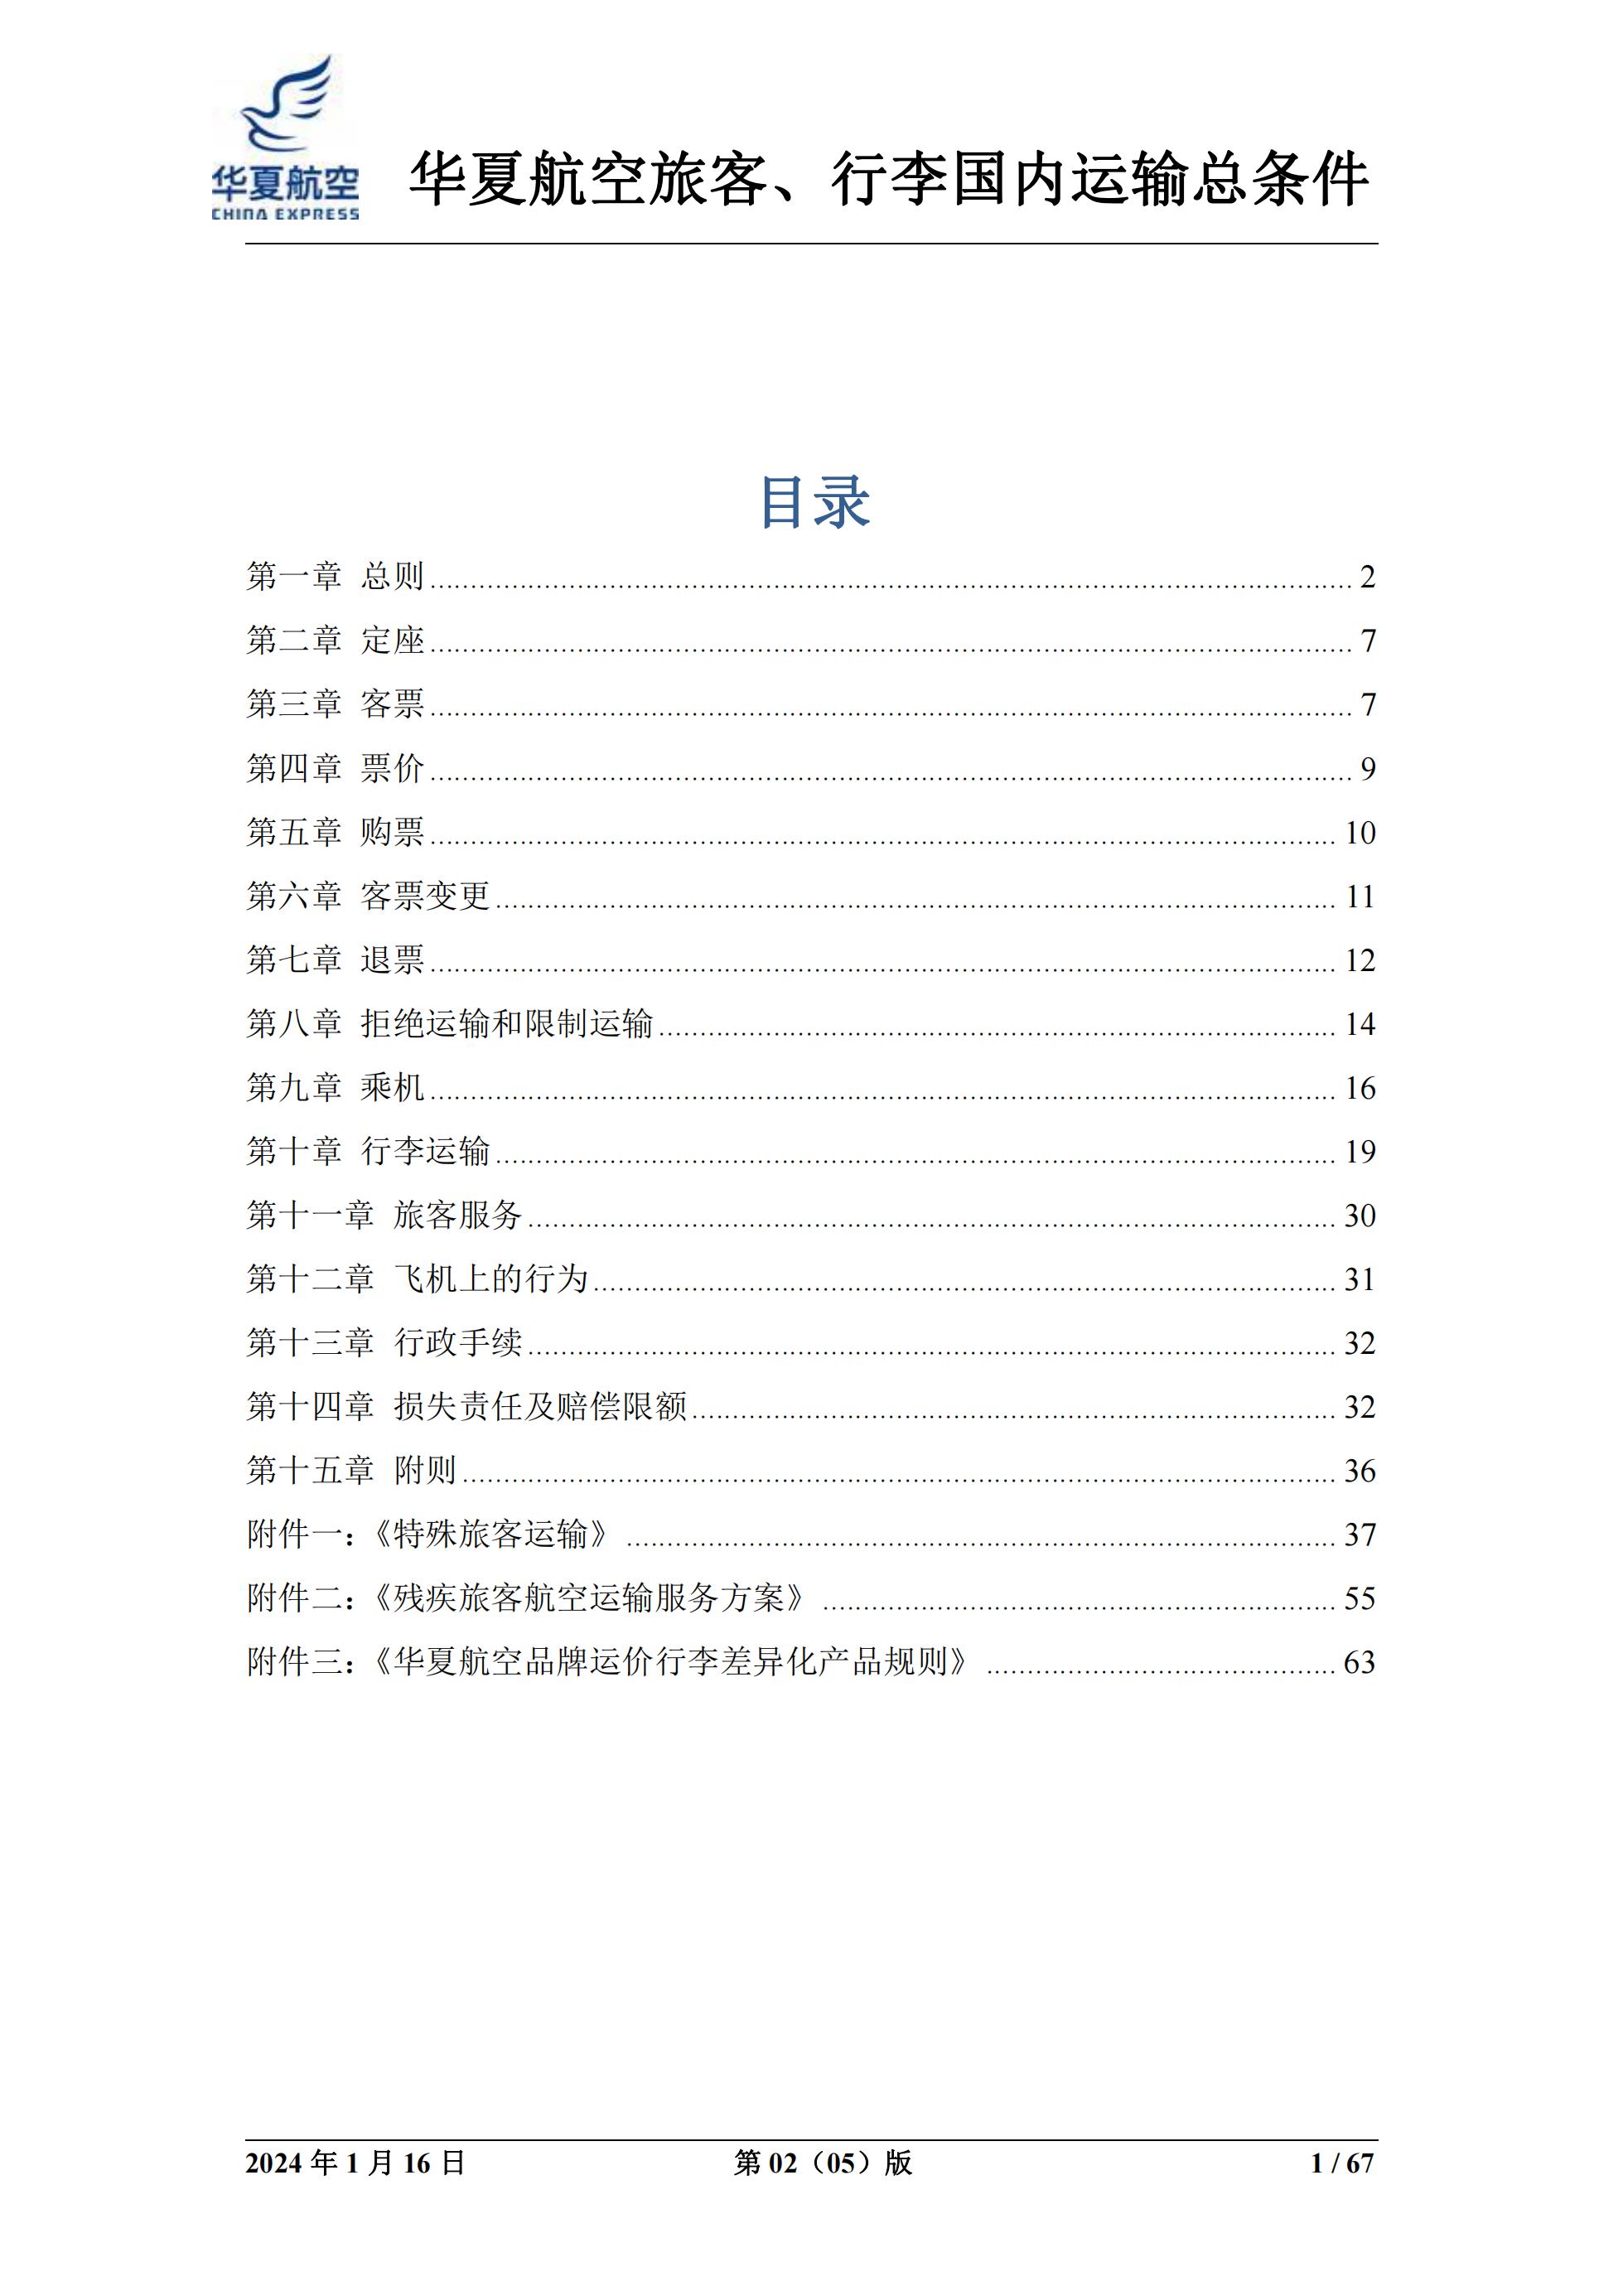 华夏航空
CHINA EXPRESS
华夏航空旅客、行李国内运输总条件
目录
第一章 总则 2
第二章 定座 7
第三章 客票 7
第四章 票价 9
第五章 购票 10
第六章 客票变更 11
第七章 退票 12
第八章 拒绝运输和限制运输 14
第九章 乘机 16
第十章 行李运输 19
第十一章 旅客服务 30
第十二章 飞机上的行为 31
第十三章 行政手续 32
第十四章 损失责任及赔偿限额 32
第十五章 附则 36
附件一：《特殊旅客运输》 37
附件二：《残疾旅客航空运输服务方案》 55
附件三：《华夏航空品牌运价行李差异化产品规则》 63
2024 年 1 月 16 日 第 02（05）版 1 / 67